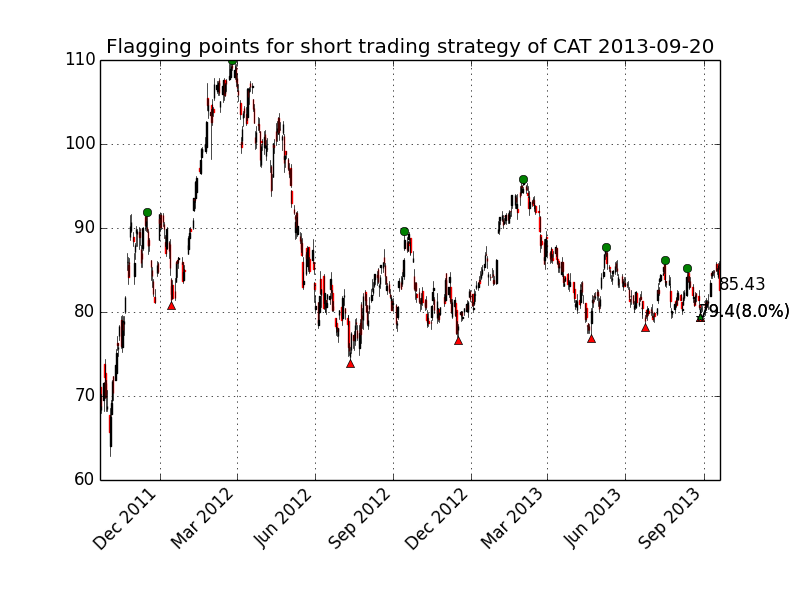 Flagging points for short trading strategy of CAT 2013-09-20
110
100
90
80
70
60
85.43
79.4(8.0%)
Dec 2011
Mar 2012
Jun 2012
Sep 2012
Dec 2012
Mar 2013
Jun 2013
Sep 2013